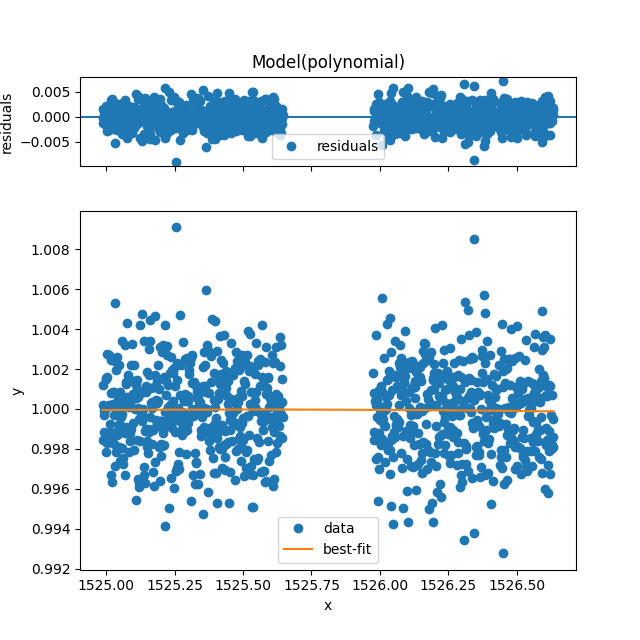 Model(polynomial)
residuals
0.005
0.000
−0.005
residuals
y
1.008
1.006
1.004
1.002
1.000
0.998
0.996
0.994
0.992
data
best-fit
1525.00 1525.25 1525.50 1525.75 1526.00 1526.25 1526.50
x